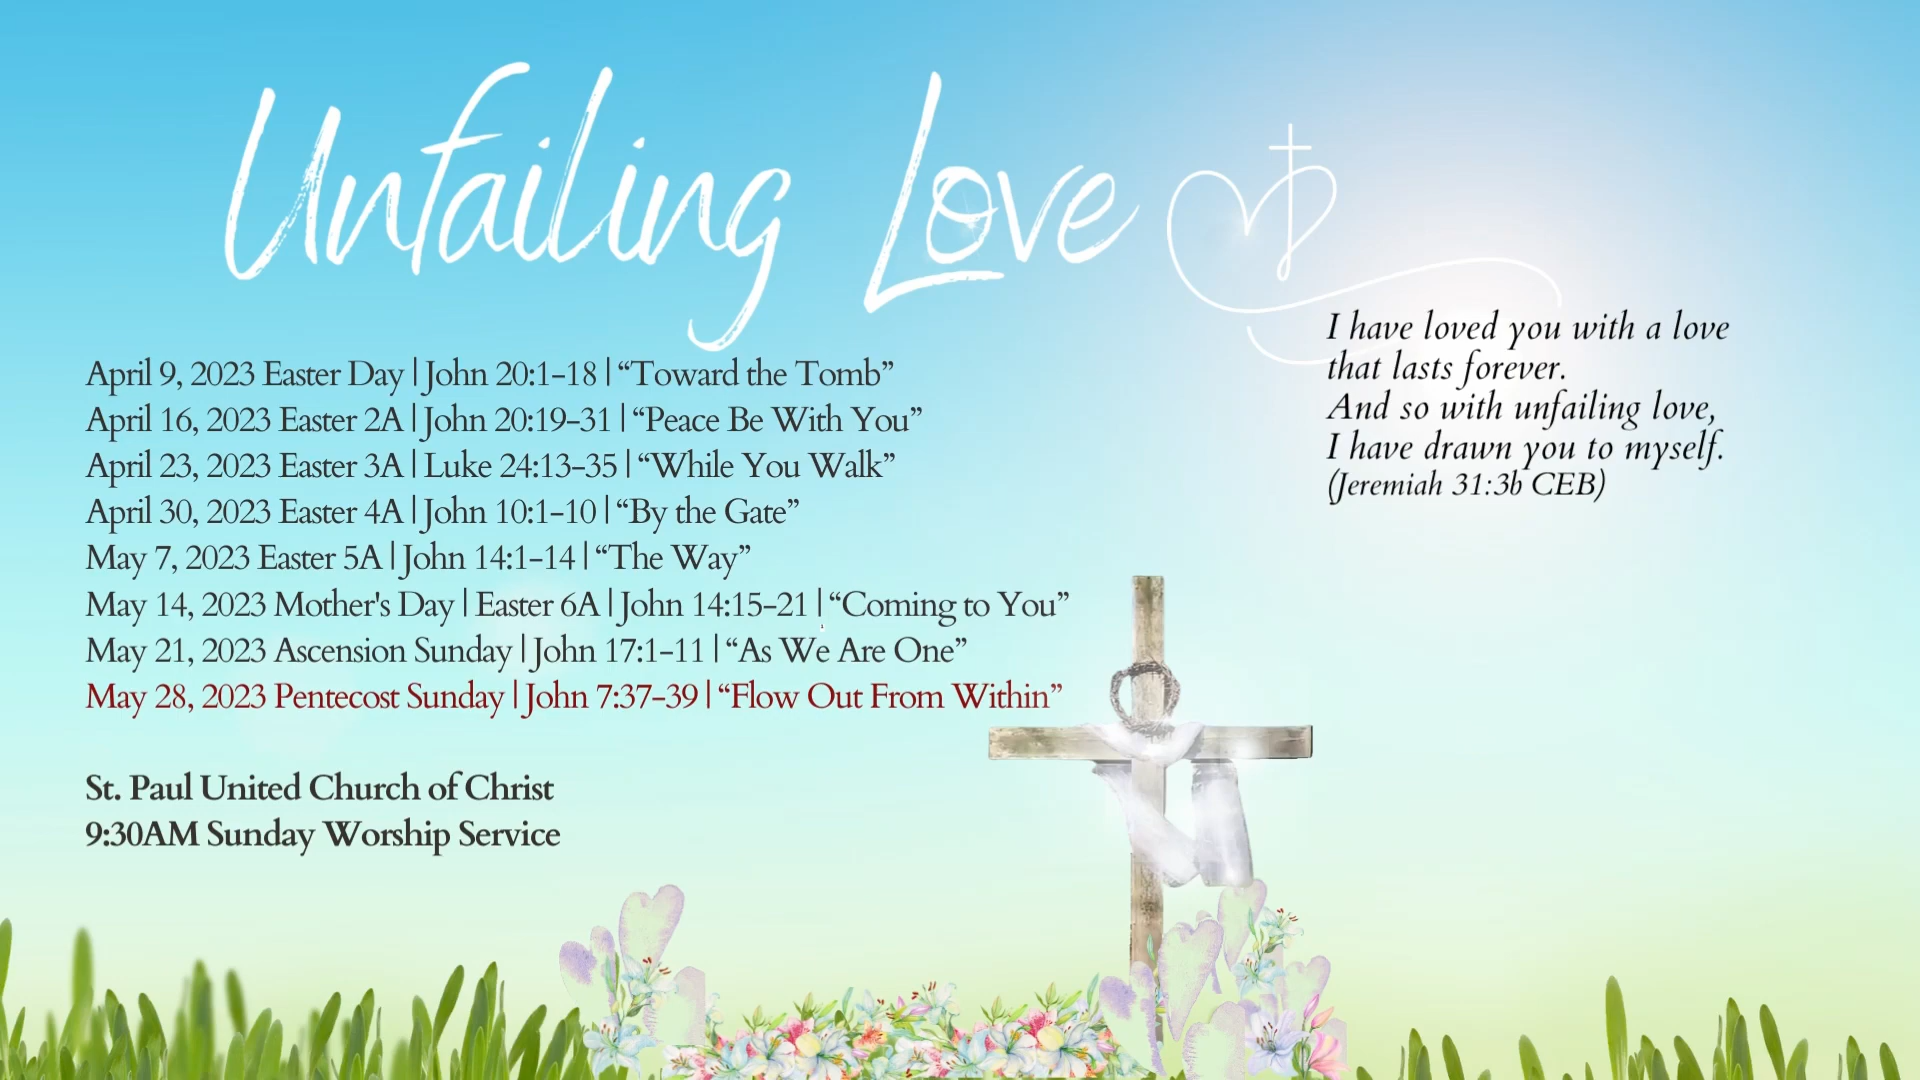 Unfailing Love
I have loved you with a love
that lasts forever.
And so with unfailing love,
I have drawn you to myself.
(Jeremiah 31:3b CEB)
April 9, 2023 Easter Day | John 20:1-18 | “Toward the Tomb”
April 16, 2023 Easter 2A | John 20:19-31 | “Peace Be With You”
April 23, 2023 Easter 3A | Luke 24:13-35 | “While You Walk”
April 30, 2023 Easter 4A | John 10:1-10 | “By the Gate”
May 7, 2023 Easter 5A | John 14:1-14 | “The Way”
May 14, 2023 Mother's Day | Easter 6A | John 14:15-21 | “Coming to You”
May 21, 2023 Ascension Sunday | John 17:1-11 | “As We Are One”
May 28, 2023 Pentecost Sunday | John 7:37-39 | “Flow Out From Within”
St. Paul United Church of Christ
9:30AM Sunday Worship Service